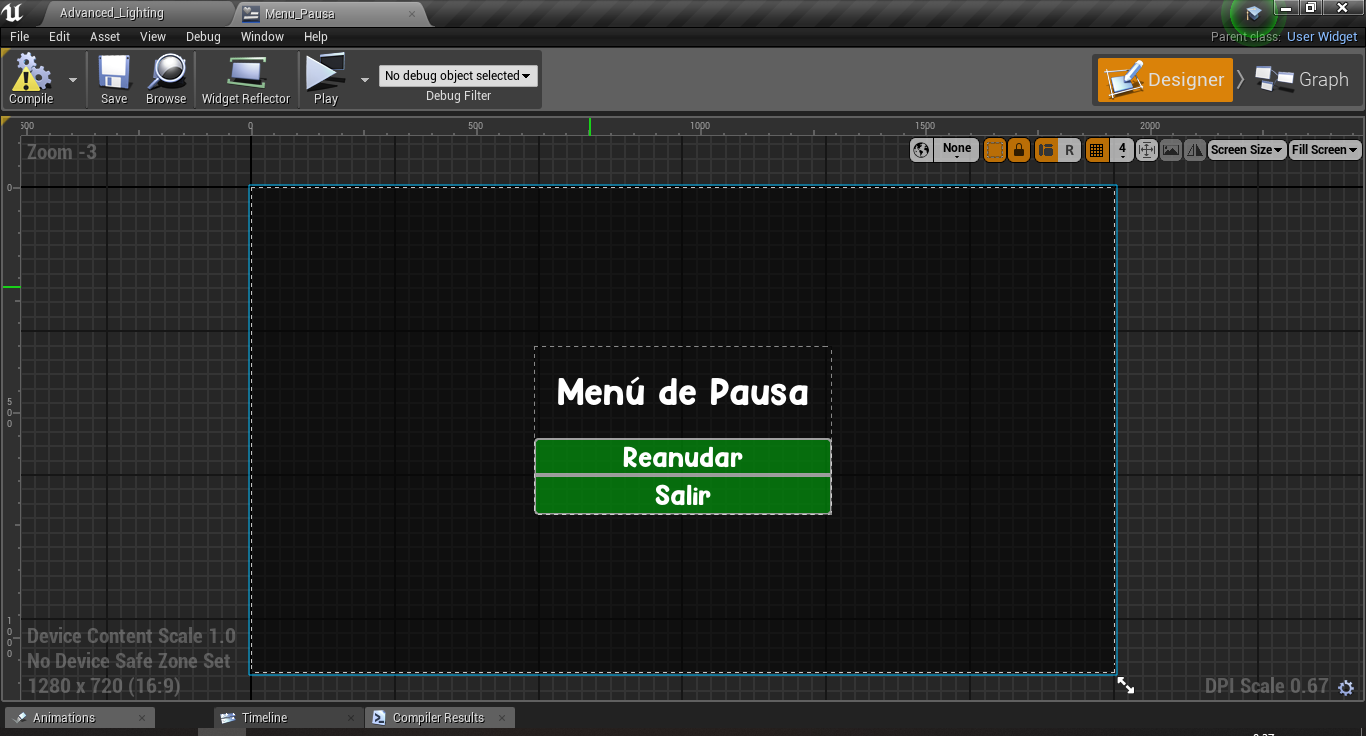 Advanced_Lighting
Menu_Pausa
File Edit Asset View Debug Window Help
Parent class: User Widget
Compile Save Browse Widget Reflector Play
No debug object selected
Debug Filter
Designer
Graph
500 0 500 1000 1500 2000
Zoom -3
None R 4 Screen Size Fill Screen
0
Menú de Pausa
500
Reanudar
Salir
1000
Device Content Scale 1.0
No Device Safe Zone Set
1280 x 720 (16:9)
DPI Scale 0.67
Animations Timeline Compiler Results